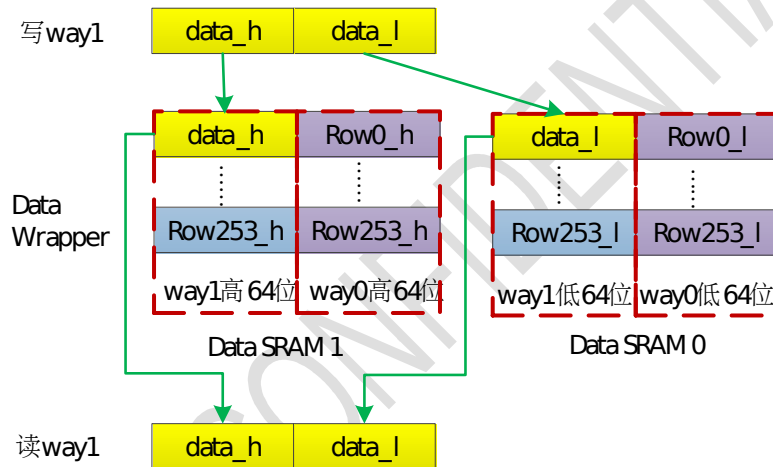 写way1 data_h data_l
data_h Row0_h data_l Row0_l
Data Wrapper
Row253_h Row253_h Row253_l Row253_l
way1高64位 way0高64位 way1低64位 way0低64位
Data SRAM 1 Data SRAM 0
读way1 data_h data_l
CONFIDENTIA